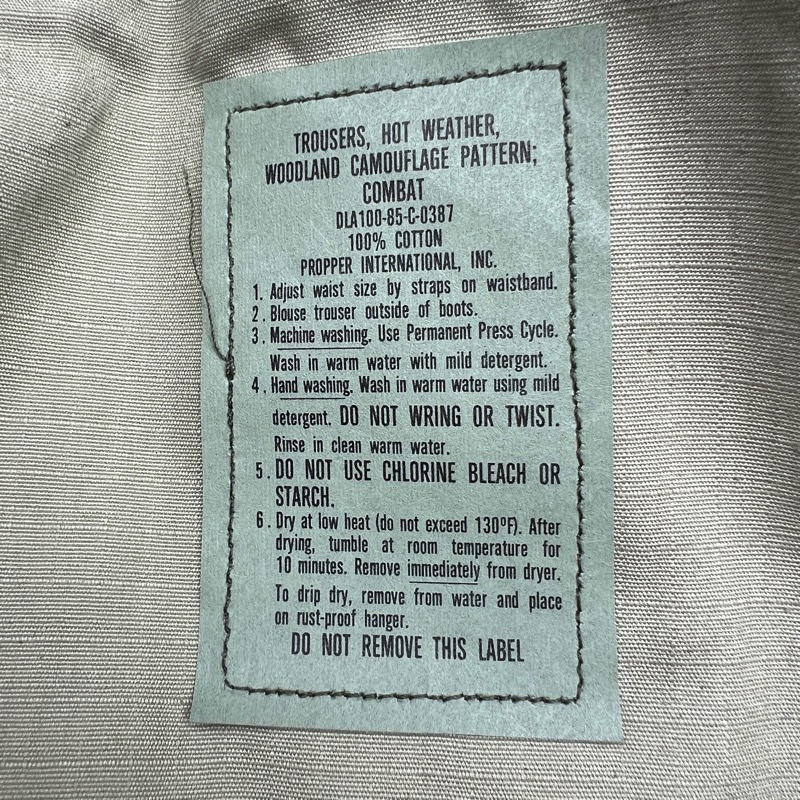 TROUSERS, HOT WEATHER,
WOODLAND CAMOUFLAGE PATTERN;
COMBAT
DLA100-85-C-0387
100% COTTON
PROPPER INTERNATIONAL, INC.
1. Adjust waist size by straps on waistband.
2. Blouse trouser outside of boots.
3. Machine washing. Use Permanent Press Cycle.
Wash in warm water with mild detergent.
4. Hand washing. Wash in warm water using mild
detergent. DO NOT WRING OR TWIST.
Rinse in clean warm water.
5. DO NOT USE CHLORINE BLEACH OR
STARCH.
6. Dry at low heat (do not exceed 130ºF). After
drying, tumble at room temperature for
10 minutes. Remove immediately from dryer.
To drip dry, remove from water and place
on rust-proof hanger.
DO NOT REMOVE THIS LABEL